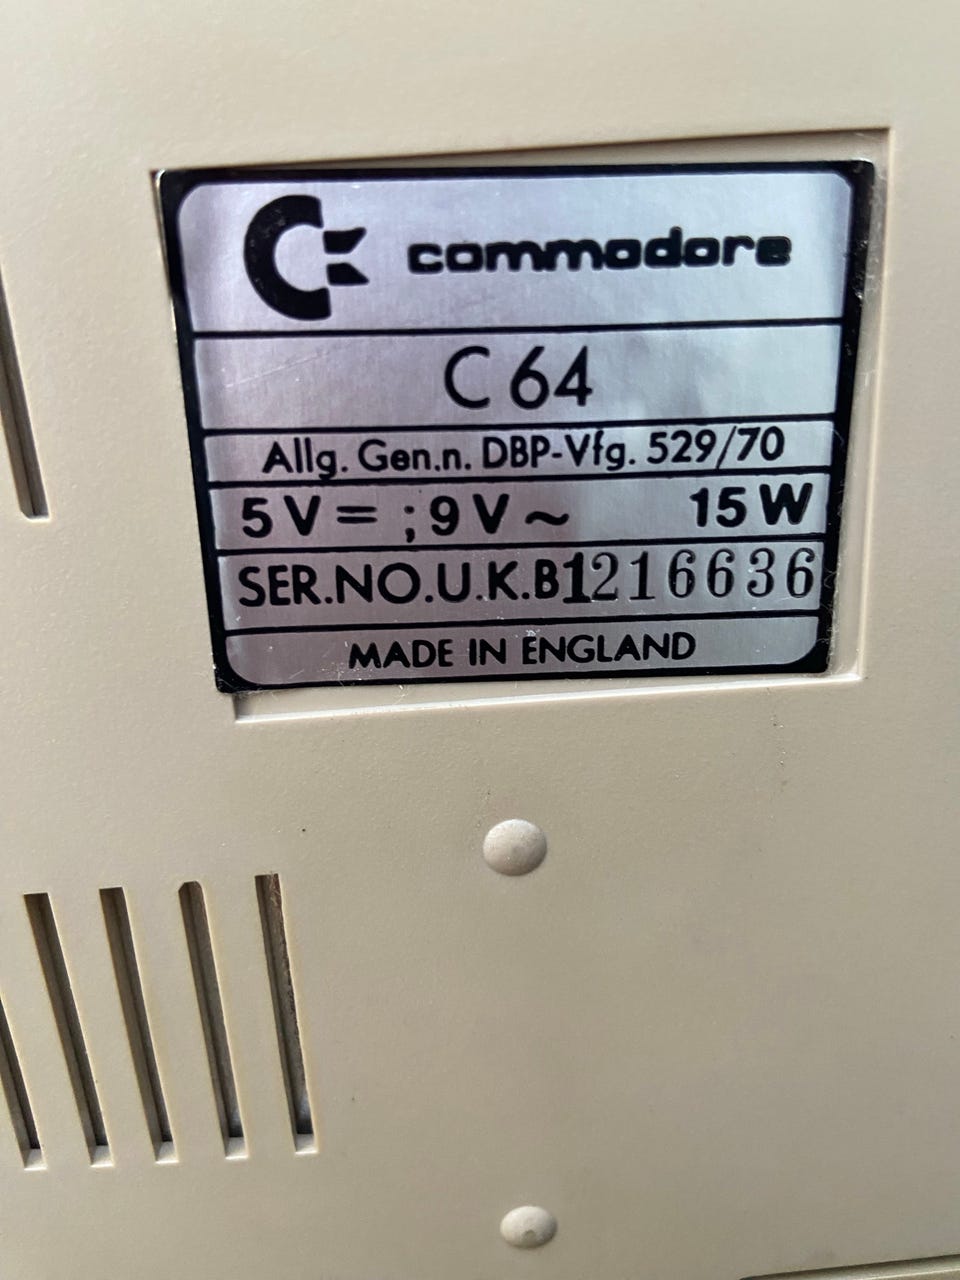 commodore
C 64
Allg. Gen.n. DBP-Vfg. 529/70
5 V = ; 9 V ~ 15 W
SER.NO.U.K.B1216636
MADE IN ENGLAND